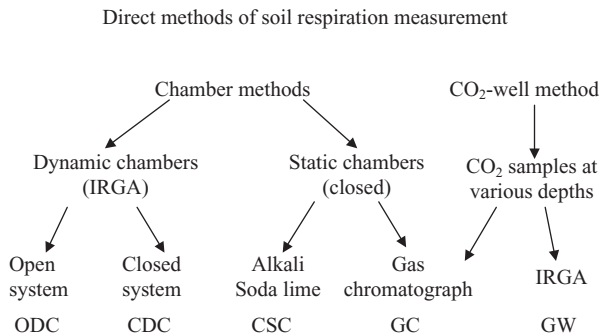 Direct methods of soil respiration measurement
Chamber methods
CO₂-well method
Dynamic chambers
(IRGA)
Static chambers
(closed)
CO₂ samples at
various depths
Open
system
Closed
system
Alkali
Soda lime
Gas
chromatograph
IRGA
ODC
CDC
CSC
GC
GW